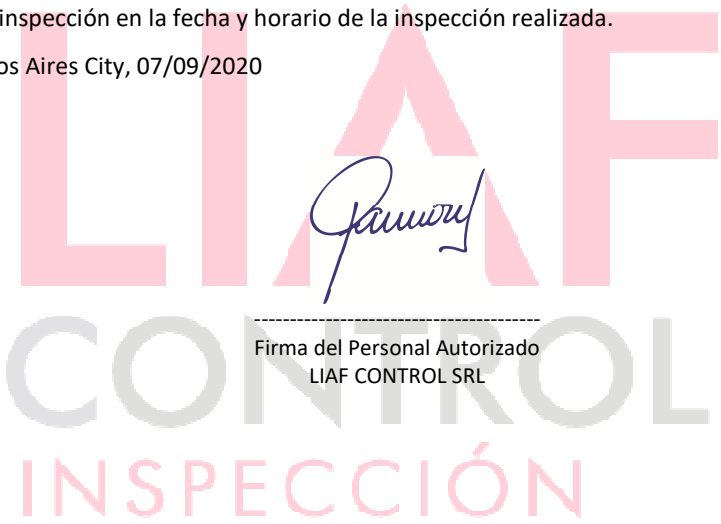 inspección en la fecha y horario de la inspección realizada.
os Aires City, 07/09/2020
LIAF
----------------------------------------
Firma del Personal Autorizado
LIAF CONTROL SRL
CONTROL
INSPECCIÓN